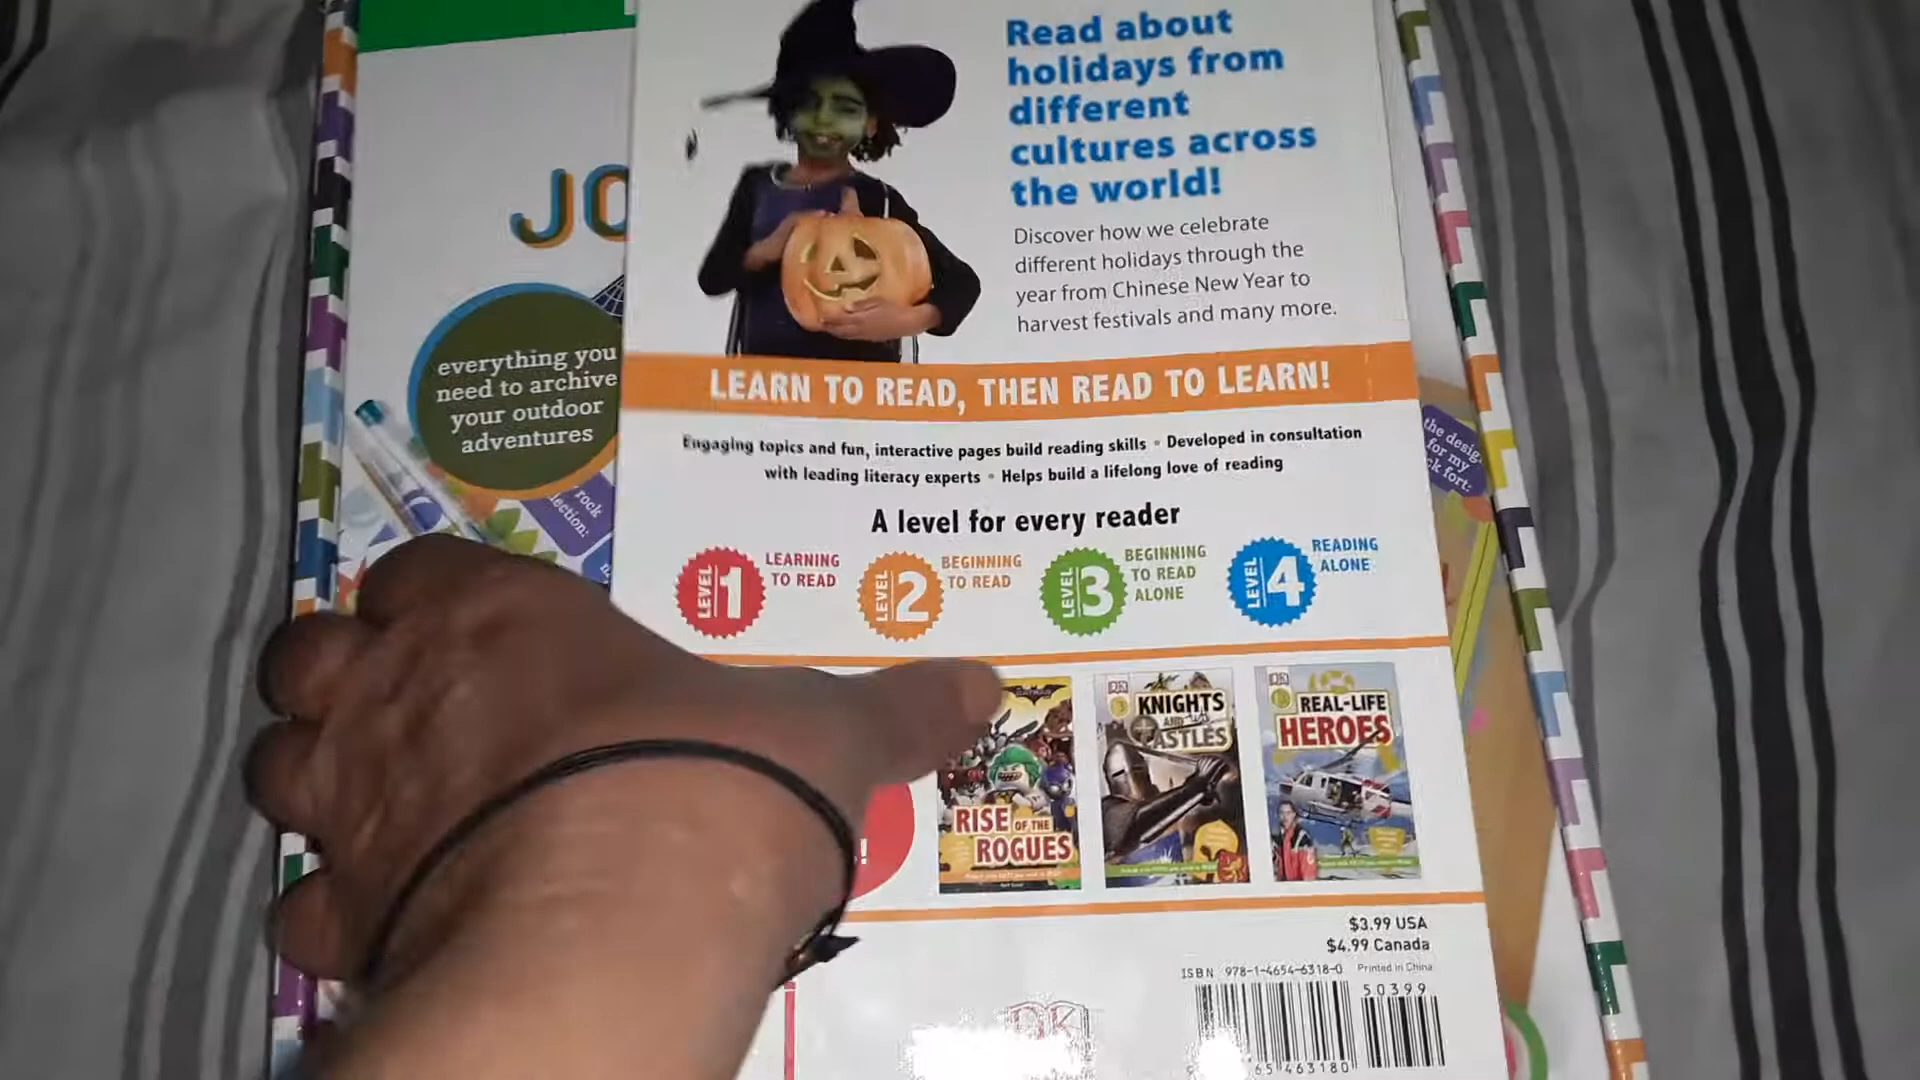 Read about
holidays from
different
cultures across
the world!
Discover how we celebrate
different holidays through the
year from Chinese New Year to
harvest festivals and many more.
JO
everything you
need to archive
your outdoor
adventures
rock
LEARN TO READ, THEN READ TO LEARN!
Engaging topics and fun, interactive pages build reading skills • Developed in consultation
with leading literacy experts • Helps build a lifelong love of reading
the desig
for my
ck fort:
A level for every reader
LEVEL 1 LEARNING
TO READ
LEVEL 2 BEGINNING
TO READ
LEVEL 3 BEGINNING
TO READ
ALONE
LEVEL 4 READING
ALONE
RISE OF THE
ROGUES
DK
KNIGHTS
AND
ASTLES
DK
REAL-LIFE
HEROES
!
$3.99 USA
$4.99 Canada
ISBN 978-1-4654-6318-0 Printed in China
50399
65 463180
DK